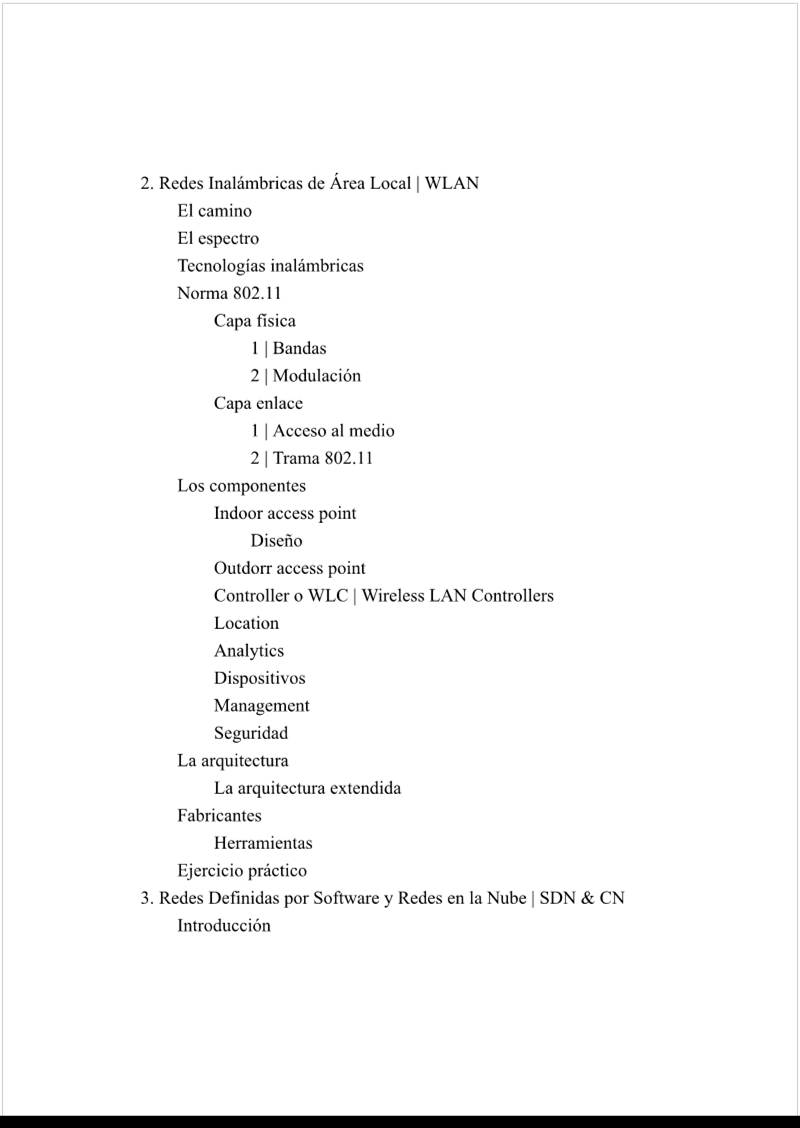 2. Redes Inalámbricas de Área Local | WLAN
El camino
El espectro
Tecnologías inalámbricas
Norma 802.11
Capa física
1 | Bandas
2 | Modulación
Capa enlace
1 | Acceso al medio
2 | Trama 802.11
Los componentes
Indoor access point
Diseño
Outdorr access point
Controller o WLC | Wireless LAN Controllers
Location
Analytics
Dispositivos
Management
Seguridad
La arquitectura
La arquitectura extendida
Fabricantes
Herramientas
Ejercicio práctico
3. Redes Definidas por Software y Redes en la Nube | SDN & CN
Introducción